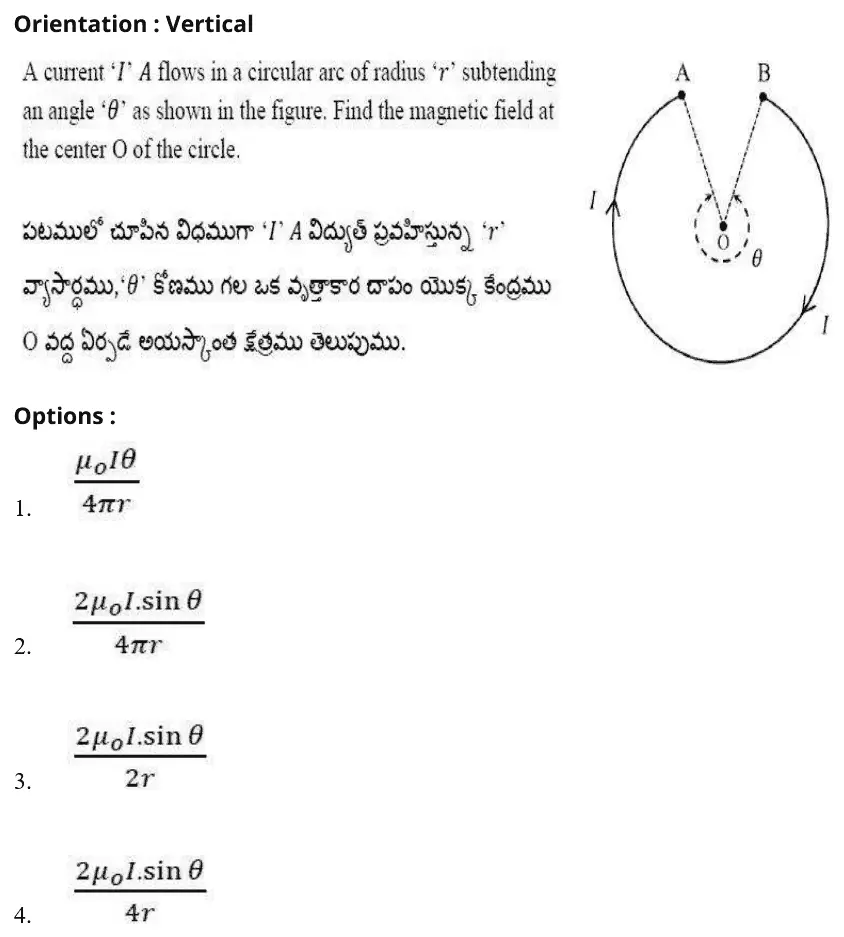 Orientation : Vertical
A current ‘I’ A flows in a circular arc of radius ‘r’ subtending
an angle ‘θ’ as shown in the figure. Find the magnetic field at
the center O of the circle.
పటములో చూపిన విధముగా ‘I’ A విద్యుత్ ప్రవహిస్తున్న ‘r’
వ్యాసార్ధము,‘θ’ కోణము గల ఒక వృత్తాకార చాపం యొక్క కేంద్రము
O వద్ద ఏర్పడే అయస్కాంత క్షేత్రము తెలుపుము.
A B
I
O
θ
I
Options :
1. μₒIθ / 4πr
2. 2μₒI.sin θ / 4πr
3. 2μₒI.sin θ / 2r
4. 2μₒI.sin θ / 4r